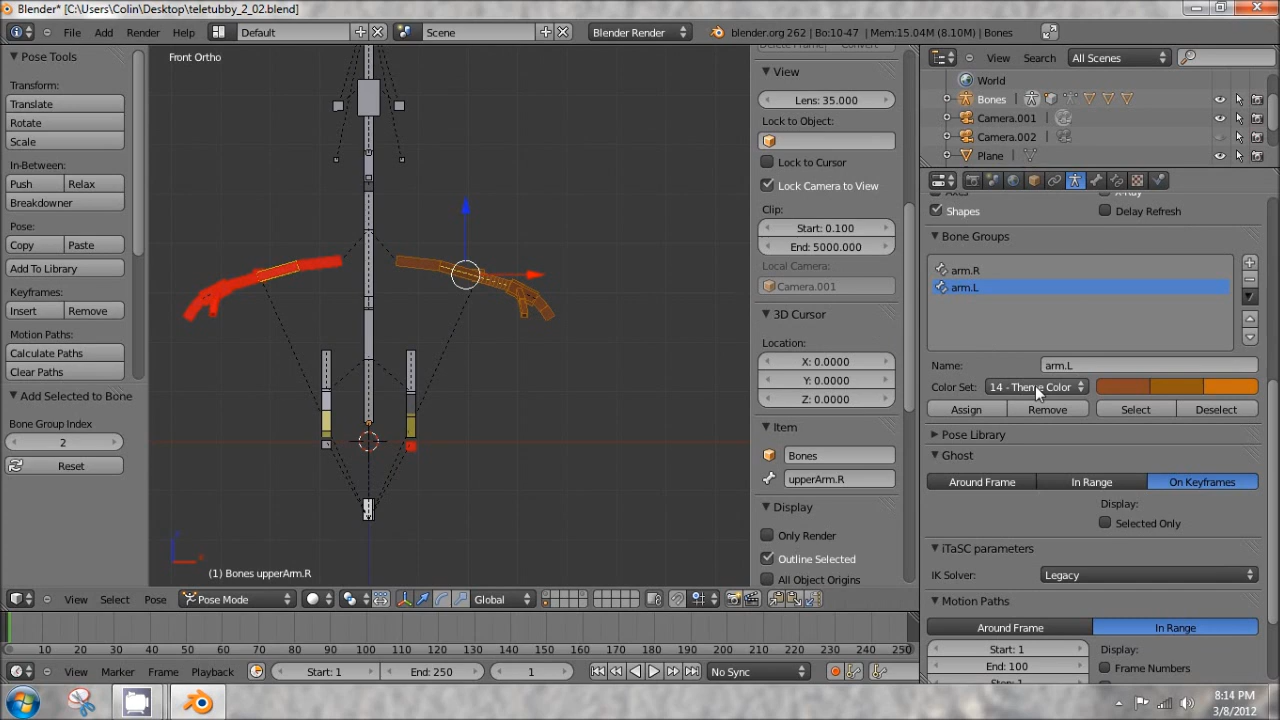 Blender* [C:\Users\Colin\Desktop\teletubby_2_02.blend]
File Add Render Help Default Scene Blender Render blender.org 262 | Bo:10-47 | Mem:15.04M (8.10M) | Bones
View Search All Scenes
World
Bones
Camera.001
Camera.002
Plane
Pose Tools
Transform:
Translate
Rotate
Scale
In-Between:
Push Relax
Breakdowner
Pose:
Copy Paste
Add To Library
Keyframes:
Insert Remove
Motion Paths:
Calculate Paths
Clear Paths
Add Selected to Bone
Bone Group Index
2
Reset
Front Ortho
(1) Bones upperArm.R
View
Lens: 35.000
Lock to Object:
Lock to Cursor
Lock Camera to View
Clip:
Start: 0.100
End: 5000.000
Local Camera:
Camera.001
3D Cursor
Location:
X: 0.0000
Y: 0.0000
Z: 0.0000
Item
Bones
upperArm.R
Display
Only Render
Outline Selected
All Object Origins
Shapes Delay Refresh
Bone Groups
arm.R
arm.L
Name: arm.L
Color Set: 14 - Theme Color
Assign Remove Select Deselect
Pose Library
Ghost
Around Frame In Range On Keyframes
Display:
Selected Only
iTaSC parameters
IK Solver: Legacy
Motion Paths
Around Frame In Range
Start: 1 Display:
End: 100 Frame Numbers
View Select Pose Pose Mode Global
10 20 30 40 50 60 70 80 90 100 110 120 130 140 150 160 170 180 190 200 210 220 230 240 250
View Marker Frame Playback Start: 1 End: 250 1 No Sync
8:14 PM
3/8/2012